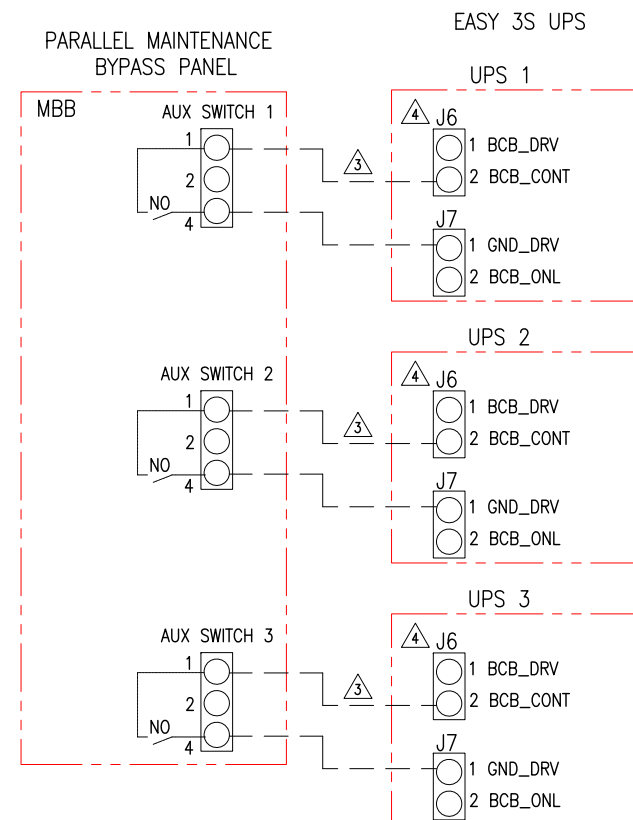 EASY 3S UPS
PARALLEL MAINTENANCE
BYPASS PANEL
UPS 1
MBB
AUX SWITCH 1
1
2
NO
4
3
4
J6
1 BCB_DRV
2 BCB_CONT
J7
1 GND_DRV
2 BCB_ONL
UPS 2
AUX SWITCH 2
1
2
NO
4
3
4
J6
1 BCB_DRV
2 BCB_CONT
J7
1 GND_DRV
2 BCB_ONL
UPS 3
AUX SWITCH 3
1
2
NO
4
3
4
J6
1 BCB_DRV
2 BCB_CONT
J7
1 GND_DRV
2 BCB_ONL